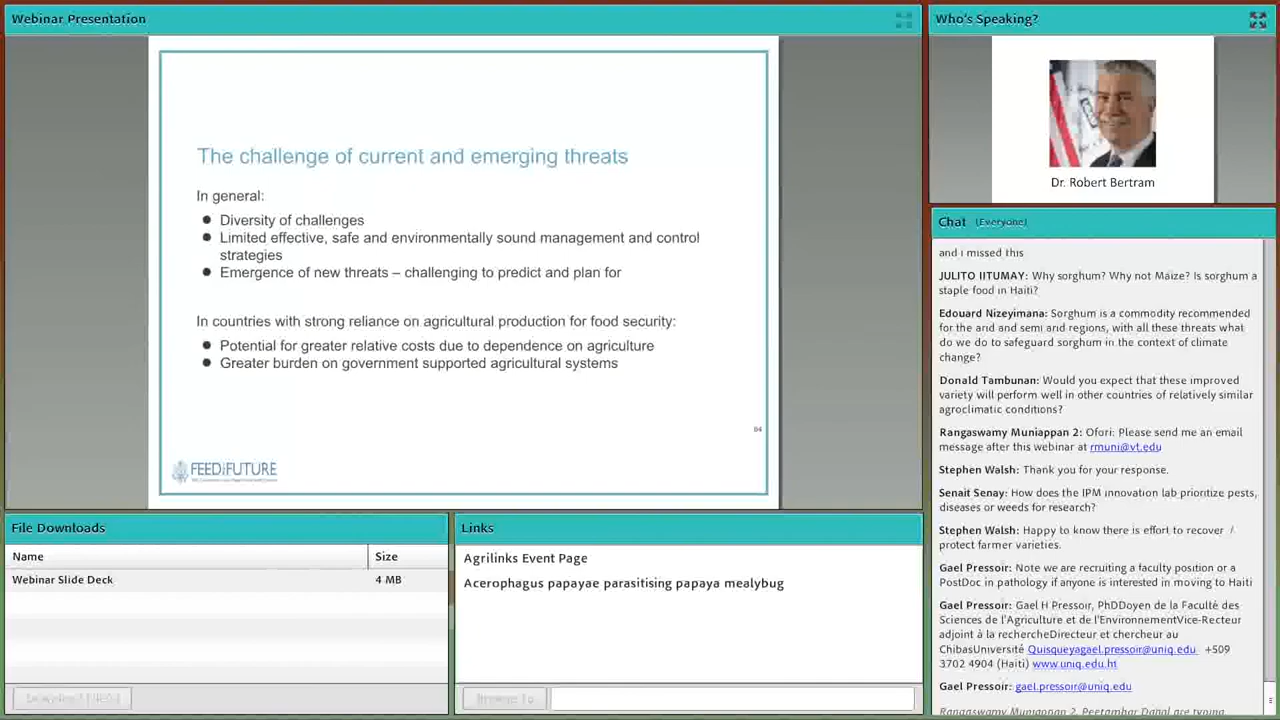 Webinar Presentation
The challenge of current and emerging threats
In general:
● Diversity of challenges
● Limited effective, safe and environmentally sound management and control
strategies
● Emergence of new threats – challenging to predict and plan for
In countries with strong reliance on agricultural production for food security:
● Potential for greater relative costs due to dependence on agriculture
● Greater burden on government supported agricultural systems
94
FEEDtheFUTURE
File Downloads
Name Size
Webinar Slide Deck 4 MB
Links
Agrilinks Event Page
Acerophagus papayae parasitising papaya mealybug
Browse To
Who's Speaking?
Dr. Robert Bertram
Chat (Everyone)
and i missed this
JULITO IITUMAY: Why sorghum? Why not Maize? Is sorghum a
staple food in Haiti?
Edouard Nizeyimana: Sorghum is a commodity recommended
for the arid and semi arid regions, with all these threats what
do we do to safeguard sorghum in the context of climate
change?
Donald Tambunan: Would you expect that these improved
variety will perform well in other countries of relatively similar
agroclimatic conditions?
Rangaswamy Muniappan 2: Ofori: Please send me an email
message after this webinar at rmuni@vt.edu
Stephen Walsh: Thank you for your response.
Senait Senay: How does the IPM innovation lab prioritize pests,
diseases or weeds for research?
Stephen Walsh: Happy to know there is effort to recover /
protect farmer varieties.
Gael Pressoir: Note we are recruiting a faculty position or a
PostDoc in pathology if anyone is interested in moving to Haiti
Gael Pressoir: Gael H Pressoir, PhDDoyen de la Faculté des
Sciences de l'Agriculture et de l'EnvironnementVice-Recteur
adjoint à la rechercheDirecteur et chercheur au
ChibasUniversité Quisqueyagael.pressoir@uniq.edu +509
3702 4904 (Haiti) www.uniq.edu.ht
Gael Pressoir: gael.pressoir@uniq.edu
Rangaswamy Muniappan 2, Peetambar Dahal are typing